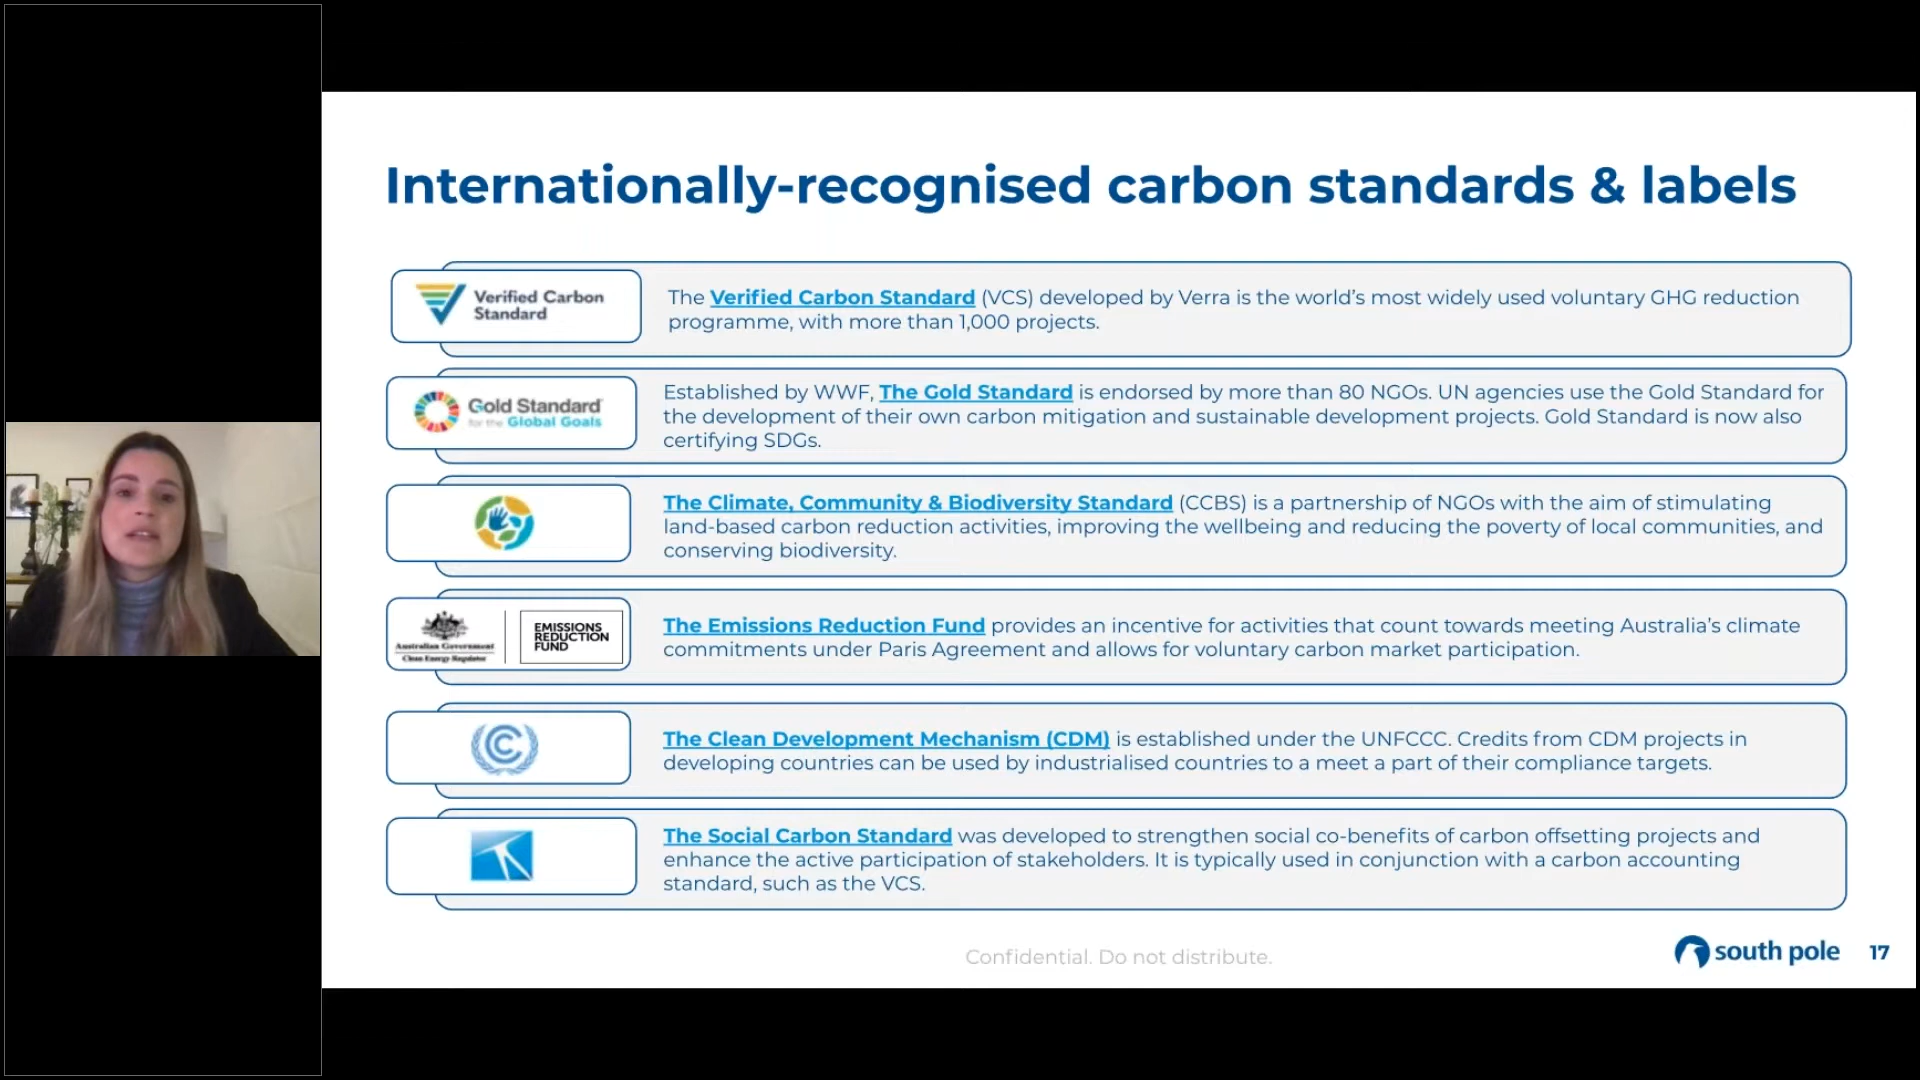 Internationally-recognised carbon standards & labels
Verified Carbon
Standard
The Verified Carbon Standard (VCS) developed by Verra is the world’s most widely used voluntary GHG reduction
programme, with more than 1,000 projects.
Gold Standard
for the Global Goals
Established by WWF, The Gold Standard is endorsed by more than 80 NGOs. UN agencies use the Gold Standard for
the development of their own carbon mitigation and sustainable development projects. Gold Standard is now also
certifying SDGs.
The Climate, Community & Biodiversity Standard (CCBS) is a partnership of NGOs with the aim of stimulating
land-based carbon reduction activities, improving the wellbeing and reducing the poverty of local communities, and
conserving biodiversity.
Australian Government
Clean Energy Regulator
EMISSIONS
REDUCTION
FUND
The Emissions Reduction Fund provides an incentive for activities that count towards meeting Australia’s climate
commitments under Paris Agreement and allows for voluntary carbon market participation.
The Clean Development Mechanism (CDM) is established under the UNFCCC. Credits from CDM projects in
developing countries can be used by industrialised countries to a meet a part of their compliance targets.
The Social Carbon Standard was developed to strengthen social co-benefits of carbon offsetting projects and
enhance the active participation of stakeholders. It is typically used in conjunction with a carbon accounting
standard, such as the VCS.
Confidential. Do not distribute.
south pole
17